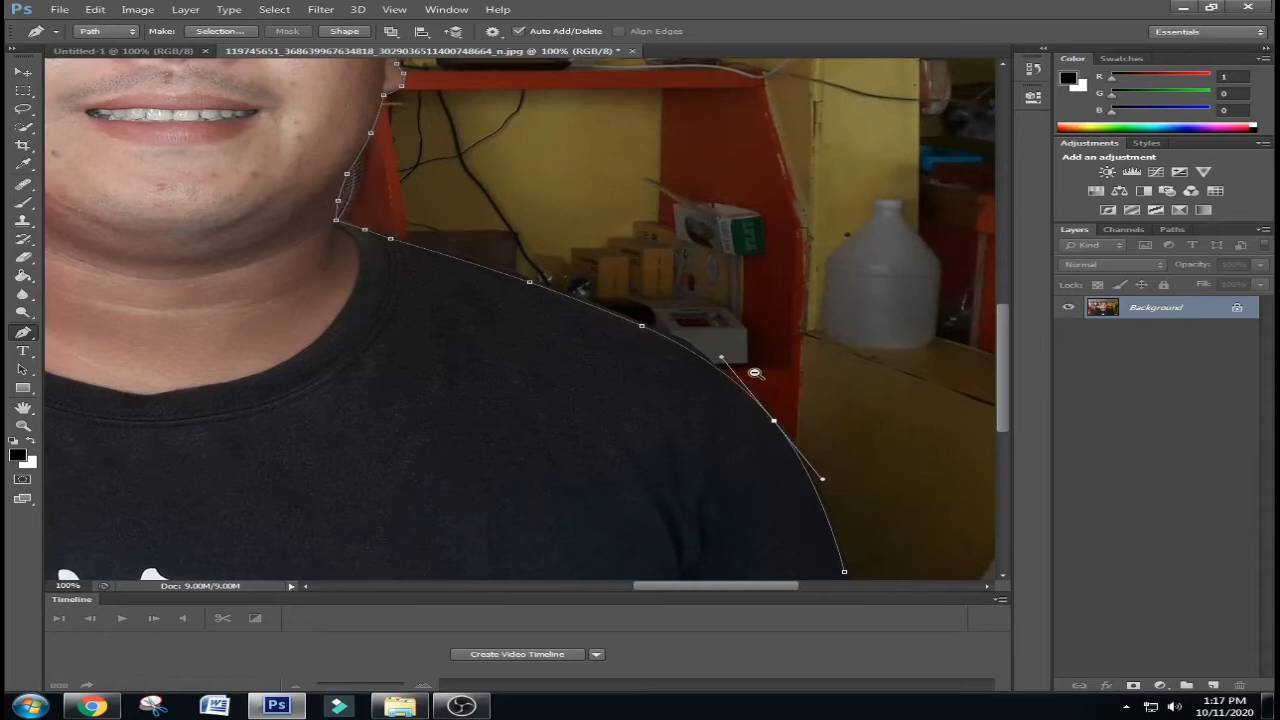 Ps File Edit Image Layer Type Select Filter 3D View Window Help
Path Make: Selection... Mask Shape Auto Add/Delete Align Edges Essentials
Untitled-1 @ 100% (RGB/8) × 119745651_368639967634818_3029036511400748664_n.jpg @ 100% (RGB/8) * ×
Color Swatches
R 1
G 0
B 0
Adjustments Styles
Add an adjustment
Layers Channels Paths
Kind
Normal Opacity: 100%
Lock: Fill: 100%
Background
100% Doc: 9.00M/9.00M
Timeline
Create Video Timeline
Ps
1:17 PM
10/11/2020